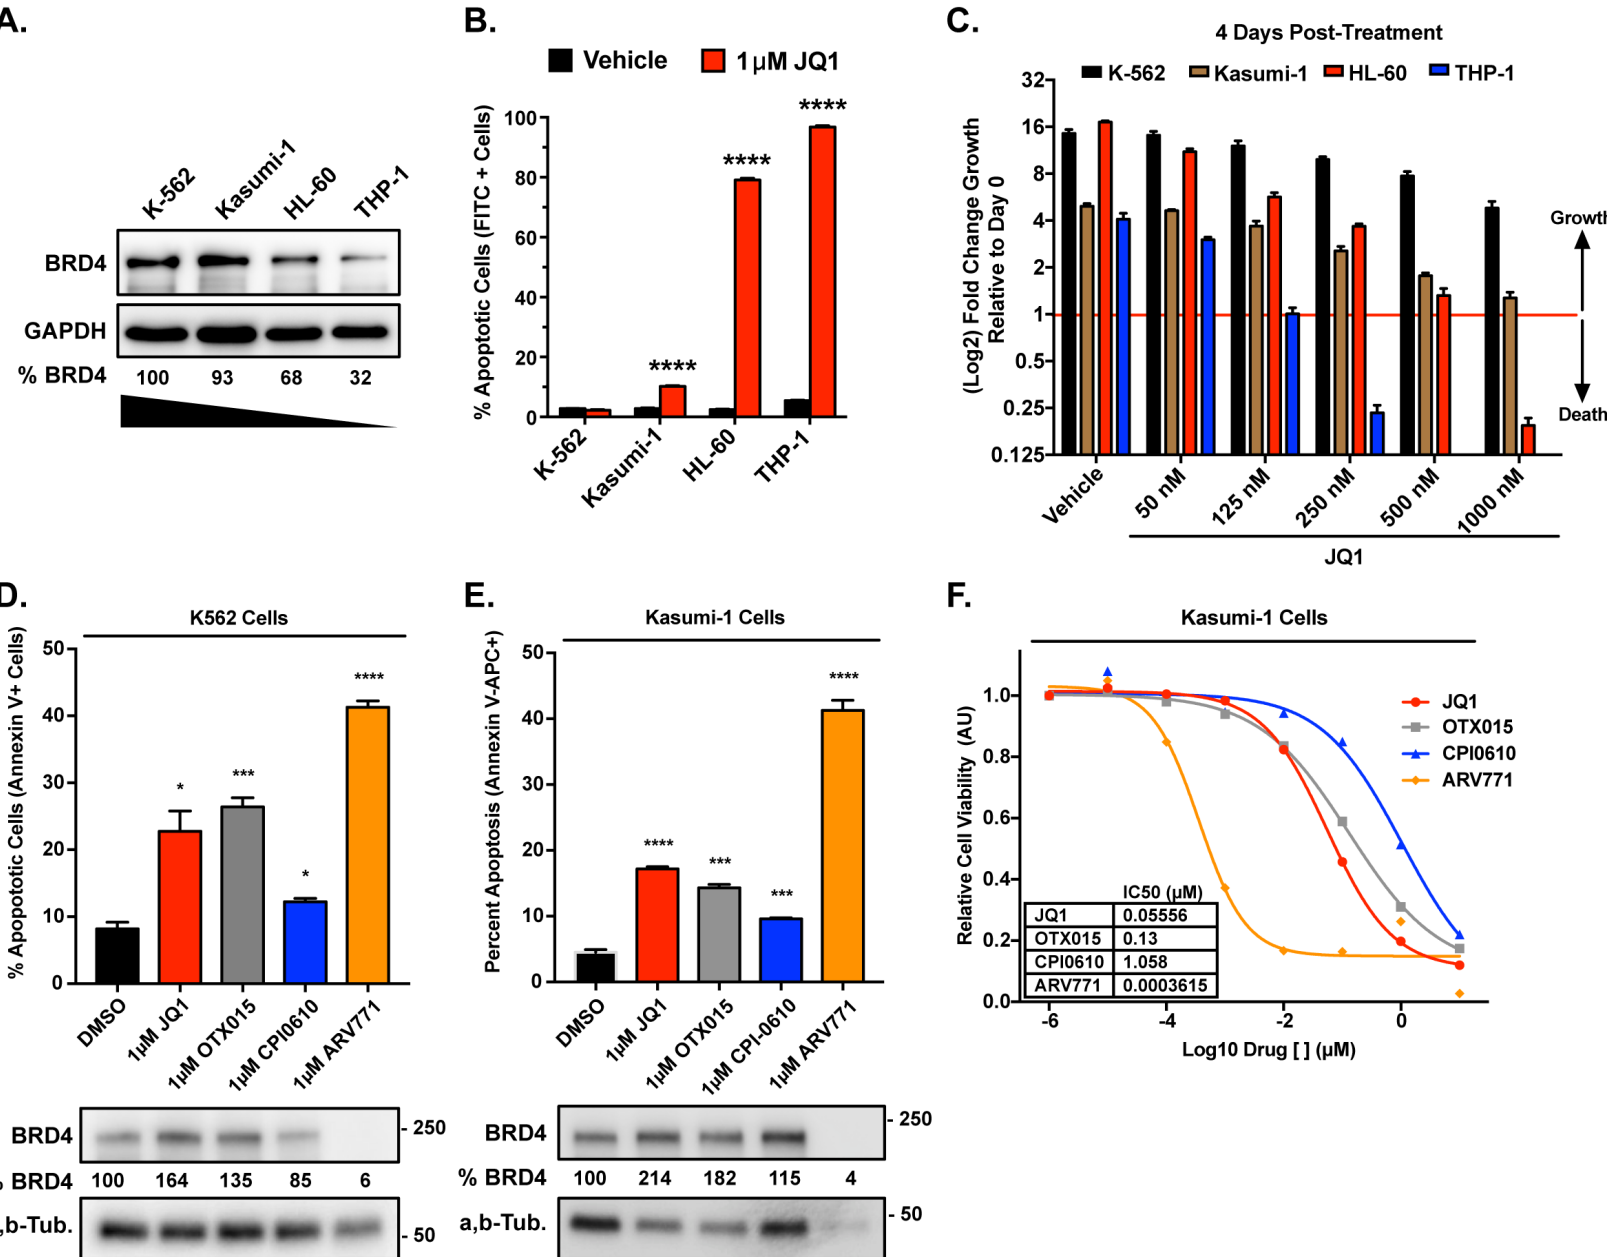 A.
K-562
Kasumi-1
HL-60
THP-1
BRD4
GAPDH
% BRD4 100 93 68 32
B.
Vehicle 1µM JQ1
% Apoptotic Cells (FITC + Cells)
100
80
60
40
20
0
****
****
****
K-562
Kasumi-1
HL-60
THP-1
C.
4 Days Post-Treatment
K-562 Kasumi-1 HL-60 THP-1
(Log2) Fold Change Growth
Relative to Day 0
32
16
8
4
2
1
0.5
0.25
0.125
Growth
Death
Vehicle
50 nM
125 nM
250 nM
500 nM
1000 nM
JQ1
D.
K562 Cells
% Apopototic Cells (Annexin V+ Cells)
50
40
30
20
10
0
*
***
*
****
DMSO
1µM JQ1
1µM OTX015
1µM CPI0610
1µM ARV771
BRD4
- 250
% BRD4 100 164 135 85 6
a,b-Tub.
- 50
E.
Kasumi-1 Cells
Percent Apoptosis (Annexin V-APC+)
50
40
30
20
10
0
****
***
***
****
DMSO
1µM JQ1
1µM OTX015
1µM CPI-0610
1µM ARV771
BRD4
- 250
% BRD4 100 214 182 115 4
a,b-Tub.
- 50
F.
Kasumi-1 Cells
Relative Cell Viability (AU)
1.0
0.8
0.6
0.4
0.2
0.0
JQ1
OTX015
CPI0610
ARV771
IC50 (µM)
JQ1 0.05556
OTX015 0.13
CPI0610 1.058
ARV771 0.0003615
-6 -4 -2 0
Log10 Drug [ ] (µM)